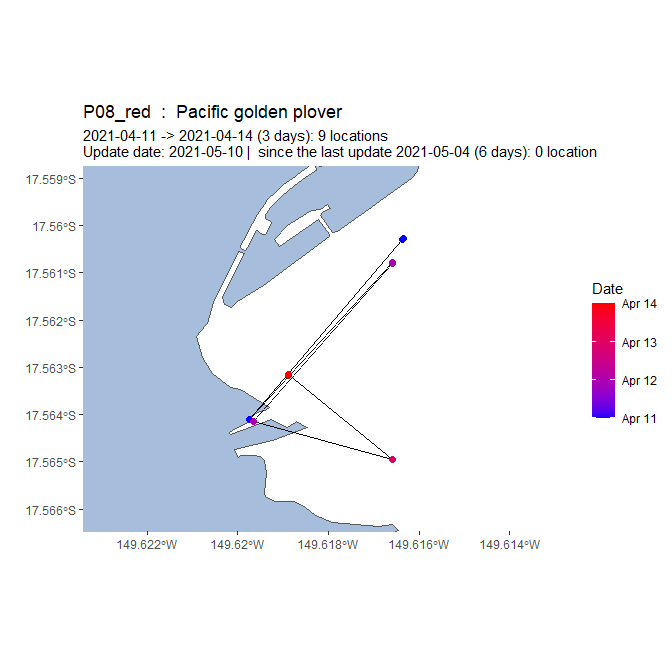 P08_red  :  Pacific golden plover
2021-04-11 -> 2021-04-14 (3 days): 9 locations
Update date: 2021-05-10 |  since the last update 2021-05-04 (6 days): 0 location
17.559°S
17.56°S
17.561°S
17.562°S
17.563°S
17.564°S
17.565°S
17.566°S
149.622°W
149.62°W
149.618°W
149.616°W
149.614°W
Date
Apr 14
Apr 13
Apr 12
Apr 11